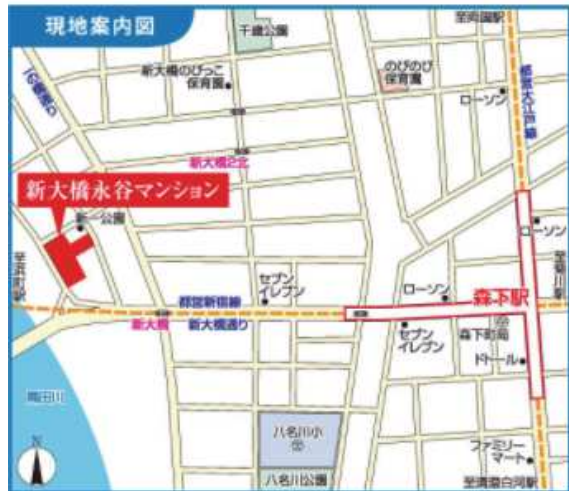 現地案内図
千歳公園
至両国駅
新大橋のびっこ
保育園
のびのび
保育園
ローソン
都営大江戸線
新大橋2北
新大橋永谷マンション
新一公園
ローソン
至浜町駅
至菊川駅
セブン
イレブン
都営新宿線
ローソン
森下駅
新大橋
新大橋通り
セブン
イレブン
森下町局
ドトール
隅田川
八名川小
文
ファミリー
マート
N
八名川公園
至清澄白河駅